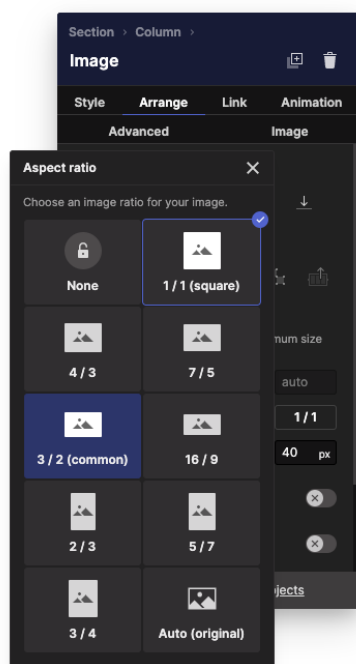 Section › Column ›
Image
Style Arrange Link Animation
Advanced Image
Aspect ratio
Choose an image ratio for your image.
None
1 / 1 (square)
4 / 3
7 / 5
3 / 2 (common)
16 / 9
2 / 3
5 / 7
3 / 4
Auto (original)
size
auto
1 / 1
40 px